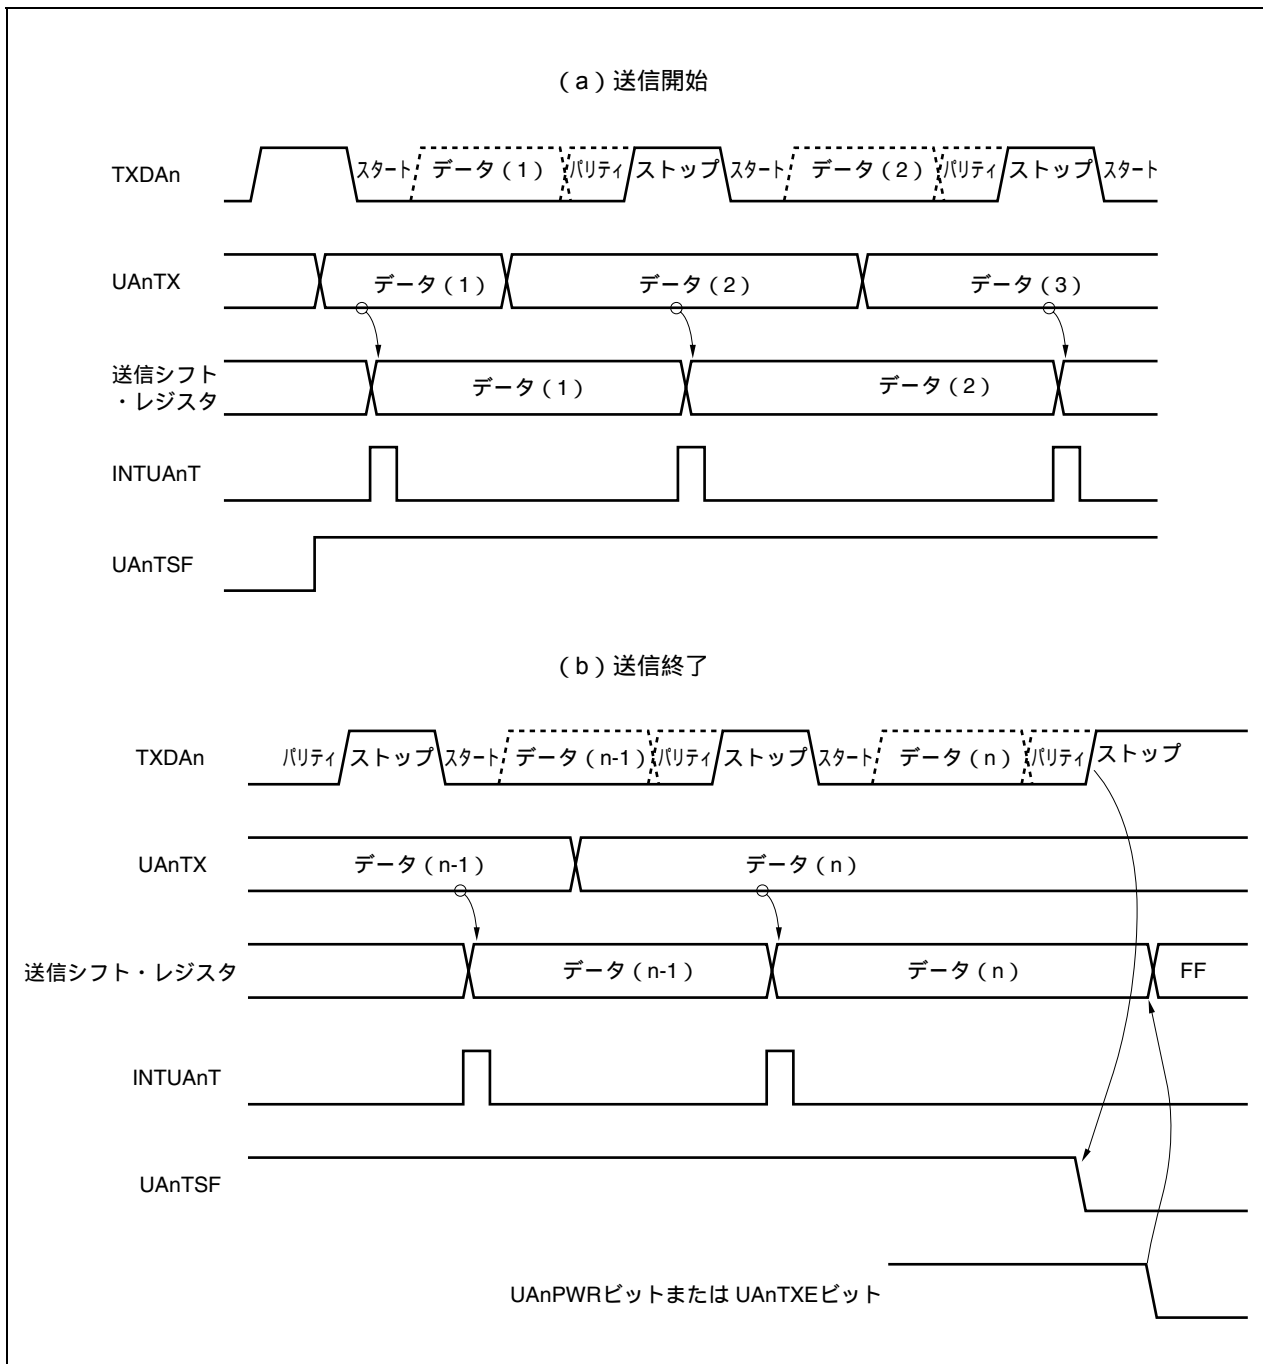 （a）送信開始
TXDAn スタート データ（1） パリティ ストップ スタート データ（2） パリティ ストップ スタート
UAnTX データ（1） データ（2） データ（3）
送信シフト
・レジスタ データ（1） データ（2）
INTUAnT
UAnTSF
（b）送信終了
TXDAn パリティ ストップ スタート データ（n-1） パリティ ストップ スタート データ（n） パリティ ストップ
UAnTX データ（n-1） データ（n）
送信シフト・レジスタ データ（n-1） データ（n） FF
INTUAnT
UAnTSF
UAnPWRビットまたは UAnTXEビット